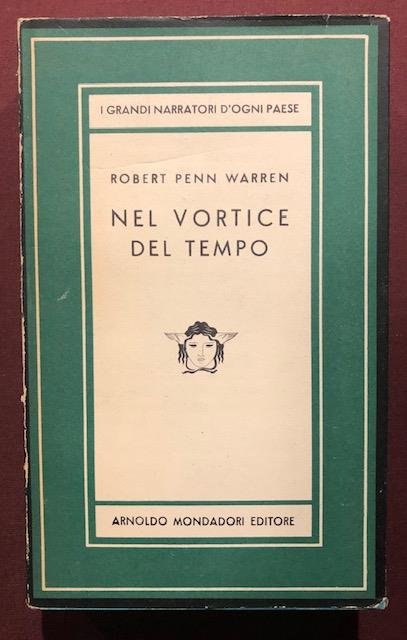 I GRANDI NARRATORI D'OGNI PAESE
ROBERT PENN WARREN
NEL VORTICE
DEL TEMPO
ARNOLDO MONDADORI EDITORE